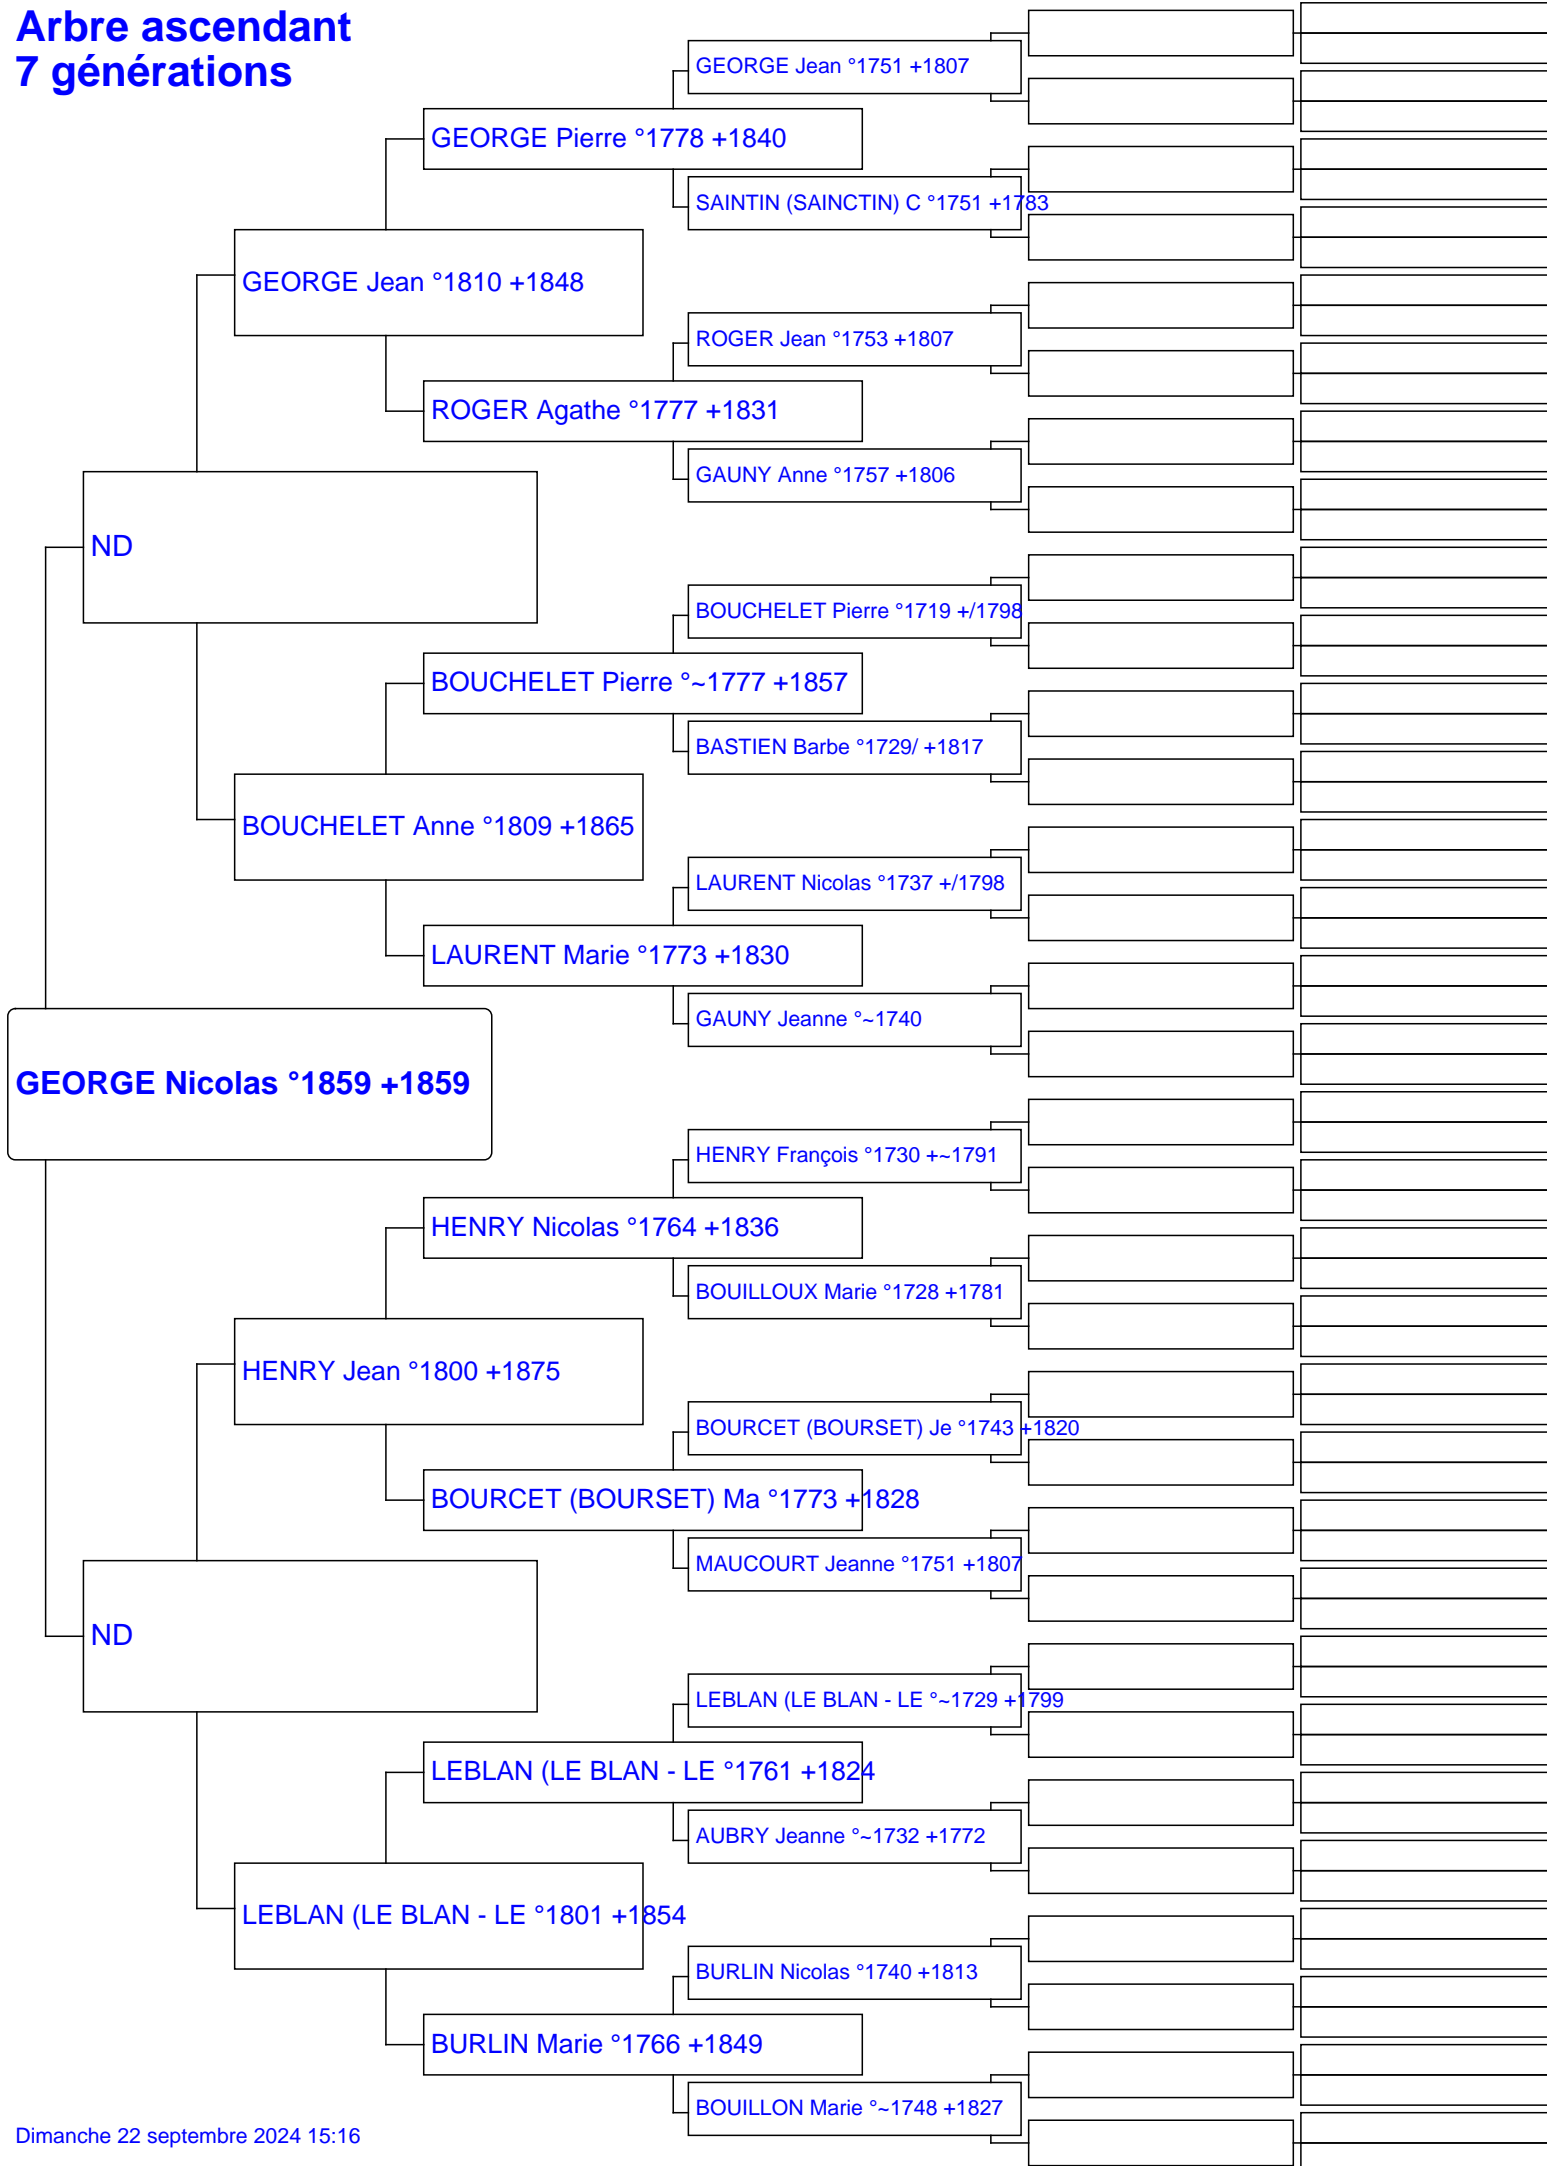 Arbre ascendant
7 générations
GEORGE Jean °1751 +1807
GEORGE Pierre °1778 +1840
SAINTIN (SAINCTIN) C °1751 +1783
GEORGE Jean °1810 +1848
ROGER Jean °1753 +1807
ROGER Agathe °1777 +1831
GAUNY Anne °1757 +1806
ND
BOUCHELET Pierre °1719 +/1798
BOUCHELET Pierre °~1777 +1857
BASTIEN Barbe °1729/ +1817
BOUCHELET Anne °1809 +1865
LAURENT Nicolas °1737 +/1798
LAURENT Marie °1773 +1830
GAUNY Jeanne °~1740
GEORGE Nicolas °1859 +1859
HENRY François °1730 +~1791
HENRY Nicolas °1764 +1836
BOUILLOUX Marie °1728 +1781
HENRY Jean °1800 +1875
BOURCET (BOURSET) Je °1743 +1820
BOURCET (BOURSET) Ma °1773 +1828
MAUCOURT Jeanne °1751 +1807
ND
LEBLAN (LE BLAN - LE °~1729 +1799
LEBLAN (LE BLAN - LE °1761 +1824
AUBRY Jeanne °~1732 +1772
LEBLAN (LE BLAN - LE °1801 +1854
BURLIN Nicolas °1740 +1813
BURLIN Marie °1766 +1849
BOUILLON Marie °~1748 +1827
Dimanche 22 septembre 2024 15:16